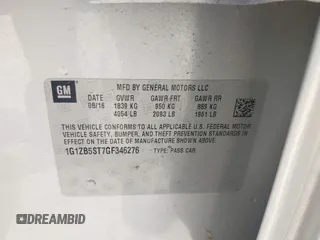 GM
MFD BY GENERAL MOTORS LLC
DATE GVWR GAWR FRT GAWR RR
08/16 1839 KG 950 KG 889 KG
4054 LB 2093 LB 1961 LB
THIS VEHICLE CONFORMS TO ALL APPLICABLE U.S. FEDERAL MOTOR
VEHICLE SAFETY, BUMPER, AND THEFT PREVENTION STANDARDS
IN EFFECT ON THE DATE OF MANUFACTURE SHOWN ABOVE.
1G1ZB5ST7GF346276 TYPE: PASS CAR
DREAMBID